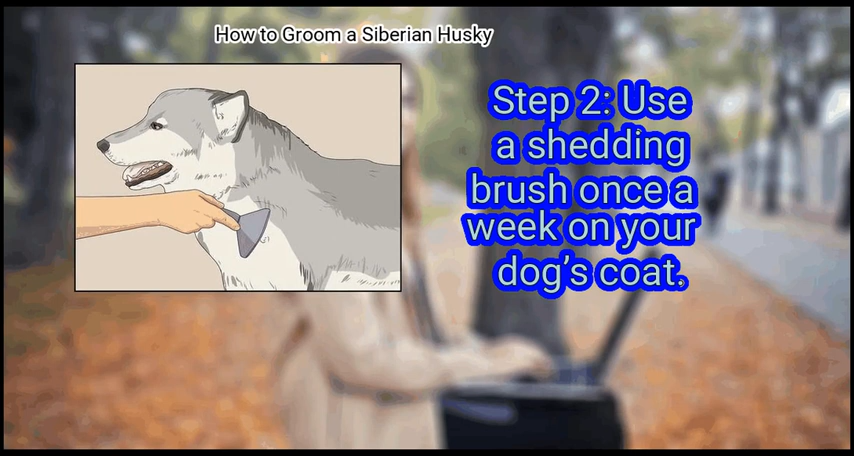 How to Groom a Siberian Husky
Step 2: Use
a shedding
brush once a
week on your
dog's coat.